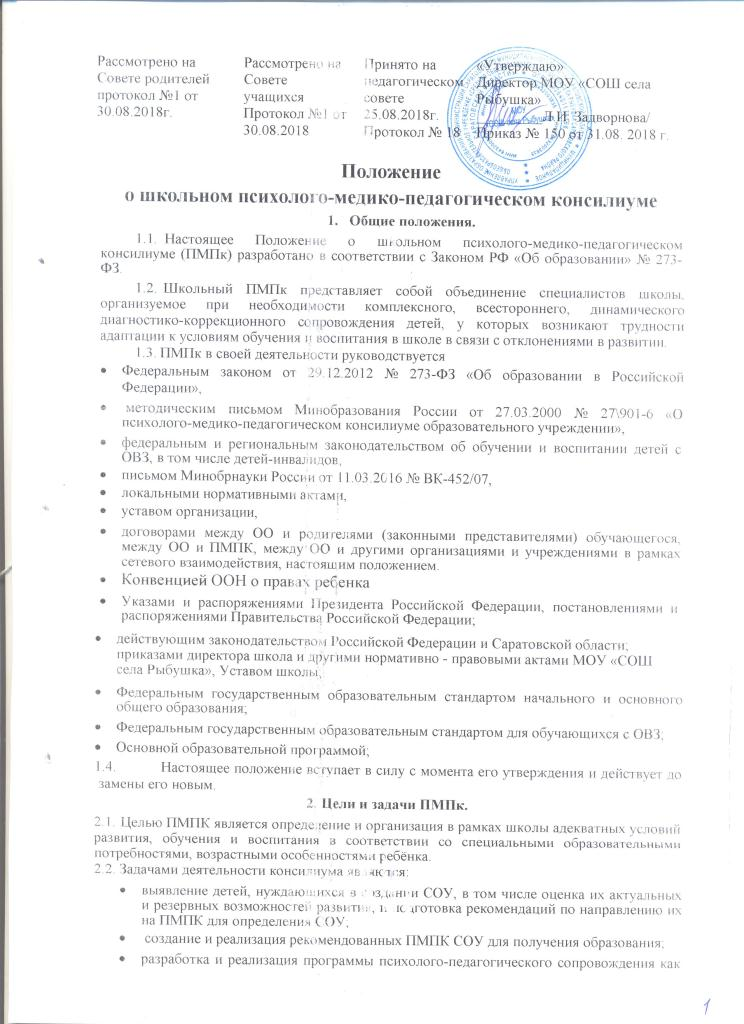 Рассмотрено на
Совете родителей
протокол №1 от
30.08.2018г.
Рассмотрено на
Совете
учащихся
Протокол №1 от
30.08.2018
Принято на
педагогическом
совете
25.08.2018г.
Протокол № 18
«Утверждаю»
Директор МОУ «СОШ села
Рыбушка»
Л.И. Задворнова/
Приказ № 150 от 31.08. 2018 г.
Положение
о школьном психолого-медико-педагогическом консилиуме
1. Общие положения.
1.1. Настоящее Положение о школьном психолого-медико-педагогическом
консилиуме (ПМПк) разработано в соответствии с Законом РФ «Об образовании» № 273-
ФЗ.
1.2. Школьный ПМПк представляет собой объединение специалистов школы,
организуемое при необходимости комплексного, всестороннего, динамического
диагностико-коррекционного сопровождения детей, у которых возникают трудности
адаптации к условиям обучения и воспитания в школе в связи с отклонениями в развитии.
1.3. ПМПк в своей деятельности руководствуется
• Федеральным законом от 29.12.2012 № 273-ФЗ «Об образовании в Российской
Федерации»,
• методическим письмом Минобразования России от 27.03.2000 № 27\901-6 «О
психолого-медико-педагогическом консилиуме образовательного учреждении»,
• федеральным и региональным законодательством об обучении и воспитании детей с
ОВЗ, в том числе детей-инвалидов,
• письмом Минобрнауки России от 11.03.2016 № ВК-452/07,
• локальными нормативными актами,
• уставом организации,
• договорами между ОО и родителями (законными представителями) обучающегося,
между ОО и ПМПК, между ОО и другими организациями и учреждениями в рамках
сетевого взаимодействия, настоящим положением.
• Конвенцией ООН о правах ребенка
• Указами и распоряжениями Президента Российской Федерации, постановлениями и
распоряжениями Правительства Российской Федерации;
• действующим законодательством Российской Федерации и Саратовской области;
приказами директора школа и другими нормативно - правовыми актами МОУ «СОШ
села Рыбушка», Уставом школы;
• Федеральным государственным образовательным стандартом начального и основного
общего образования;
• Федеральным государственным образовательным стандартом для обучающихся с ОВЗ;
• Основной образовательной программой;
1.4. Настоящее положение вступает в силу с момента его утверждения и действует до
замены его новым.
2. Цели и задачи ПМПк.
2.1. Целью ПМПК является определение и организация в рамках школы адекватных условий
развития, обучения и воспитания в соответствии со специальными образовательными
потребностями, возрастными особенностями ребёнка.
2.2. Задачами деятельности консилиума являются:
• выявление детей, нуждающихся в создании СОУ, в том числе оценка их актуальных
и резервных возможностей развития, и подготовка рекомендаций по направлению их
на ПМПК для определения СОУ;
• создание и реализация рекомендованных ПМПК СОУ для получения образования;
• разработка и реализация программы психолого-педагогического сопровождения как
1